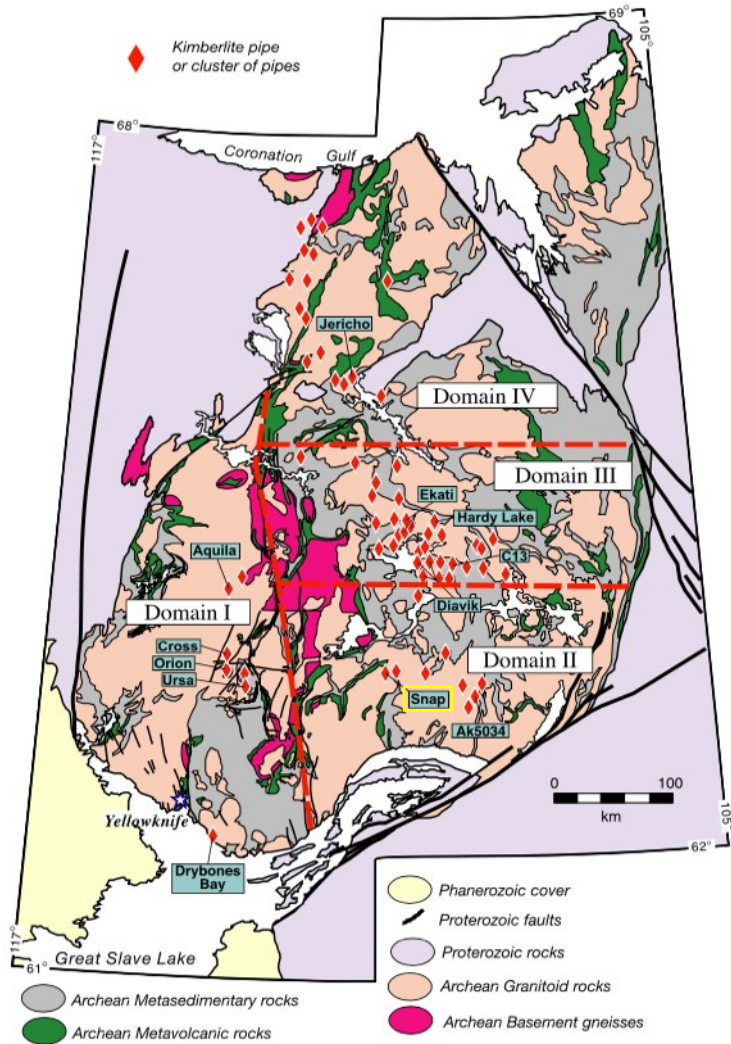 Kimberlite pipe
or cluster of pipes
69°
105°
68°
117°
Coronation Gulf
Jericho
Domain IV
Domain III
Ekati
Hardy Lake
Aquila
C13
Domain I
Diavik
Cross
Orion
Ursa
Domain II
Snap
Ak5034
0 100
km
Yellowknife
Drybones
Bay
105°
62°
117°
61°
Great Slave Lake
Phanerozoic cover
Proterozoic faults
Proterozoic rocks
Archean Metasedimentary rocks
Archean Granitoid rocks
Archean Metavolcanic rocks
Archean Basement gneisses